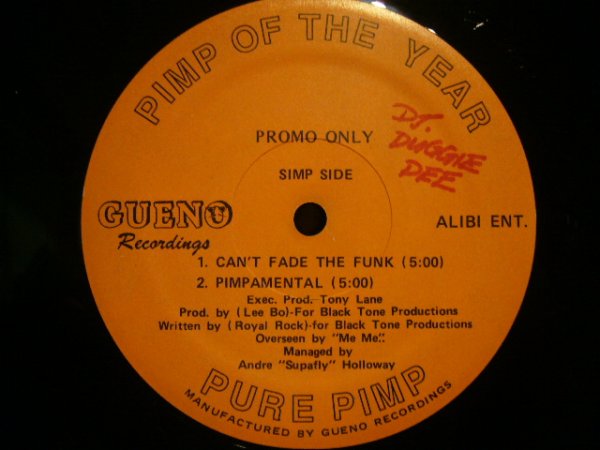 PIMP OF THE YEAR
PROMO ONLY
DJ.
DUGGIE
DEE
SIMP SIDE
GUENO
Recordings
ALIBI ENT.
1. CAN'T FADE THE FUNK (5:00)
2. PIMPAMENTAL (5:00)
Exec. Prod. Tony Lane
Prod. by (Lee Bo)-For Black Tone Productions
Written by (Royal Rock)-for Black Tone Productions
Overseen by "Me Me".
Managed by
Andre "Supafly" Holloway
PURE PIMP
MANUFACTURED BY GUENO RECORDINGS